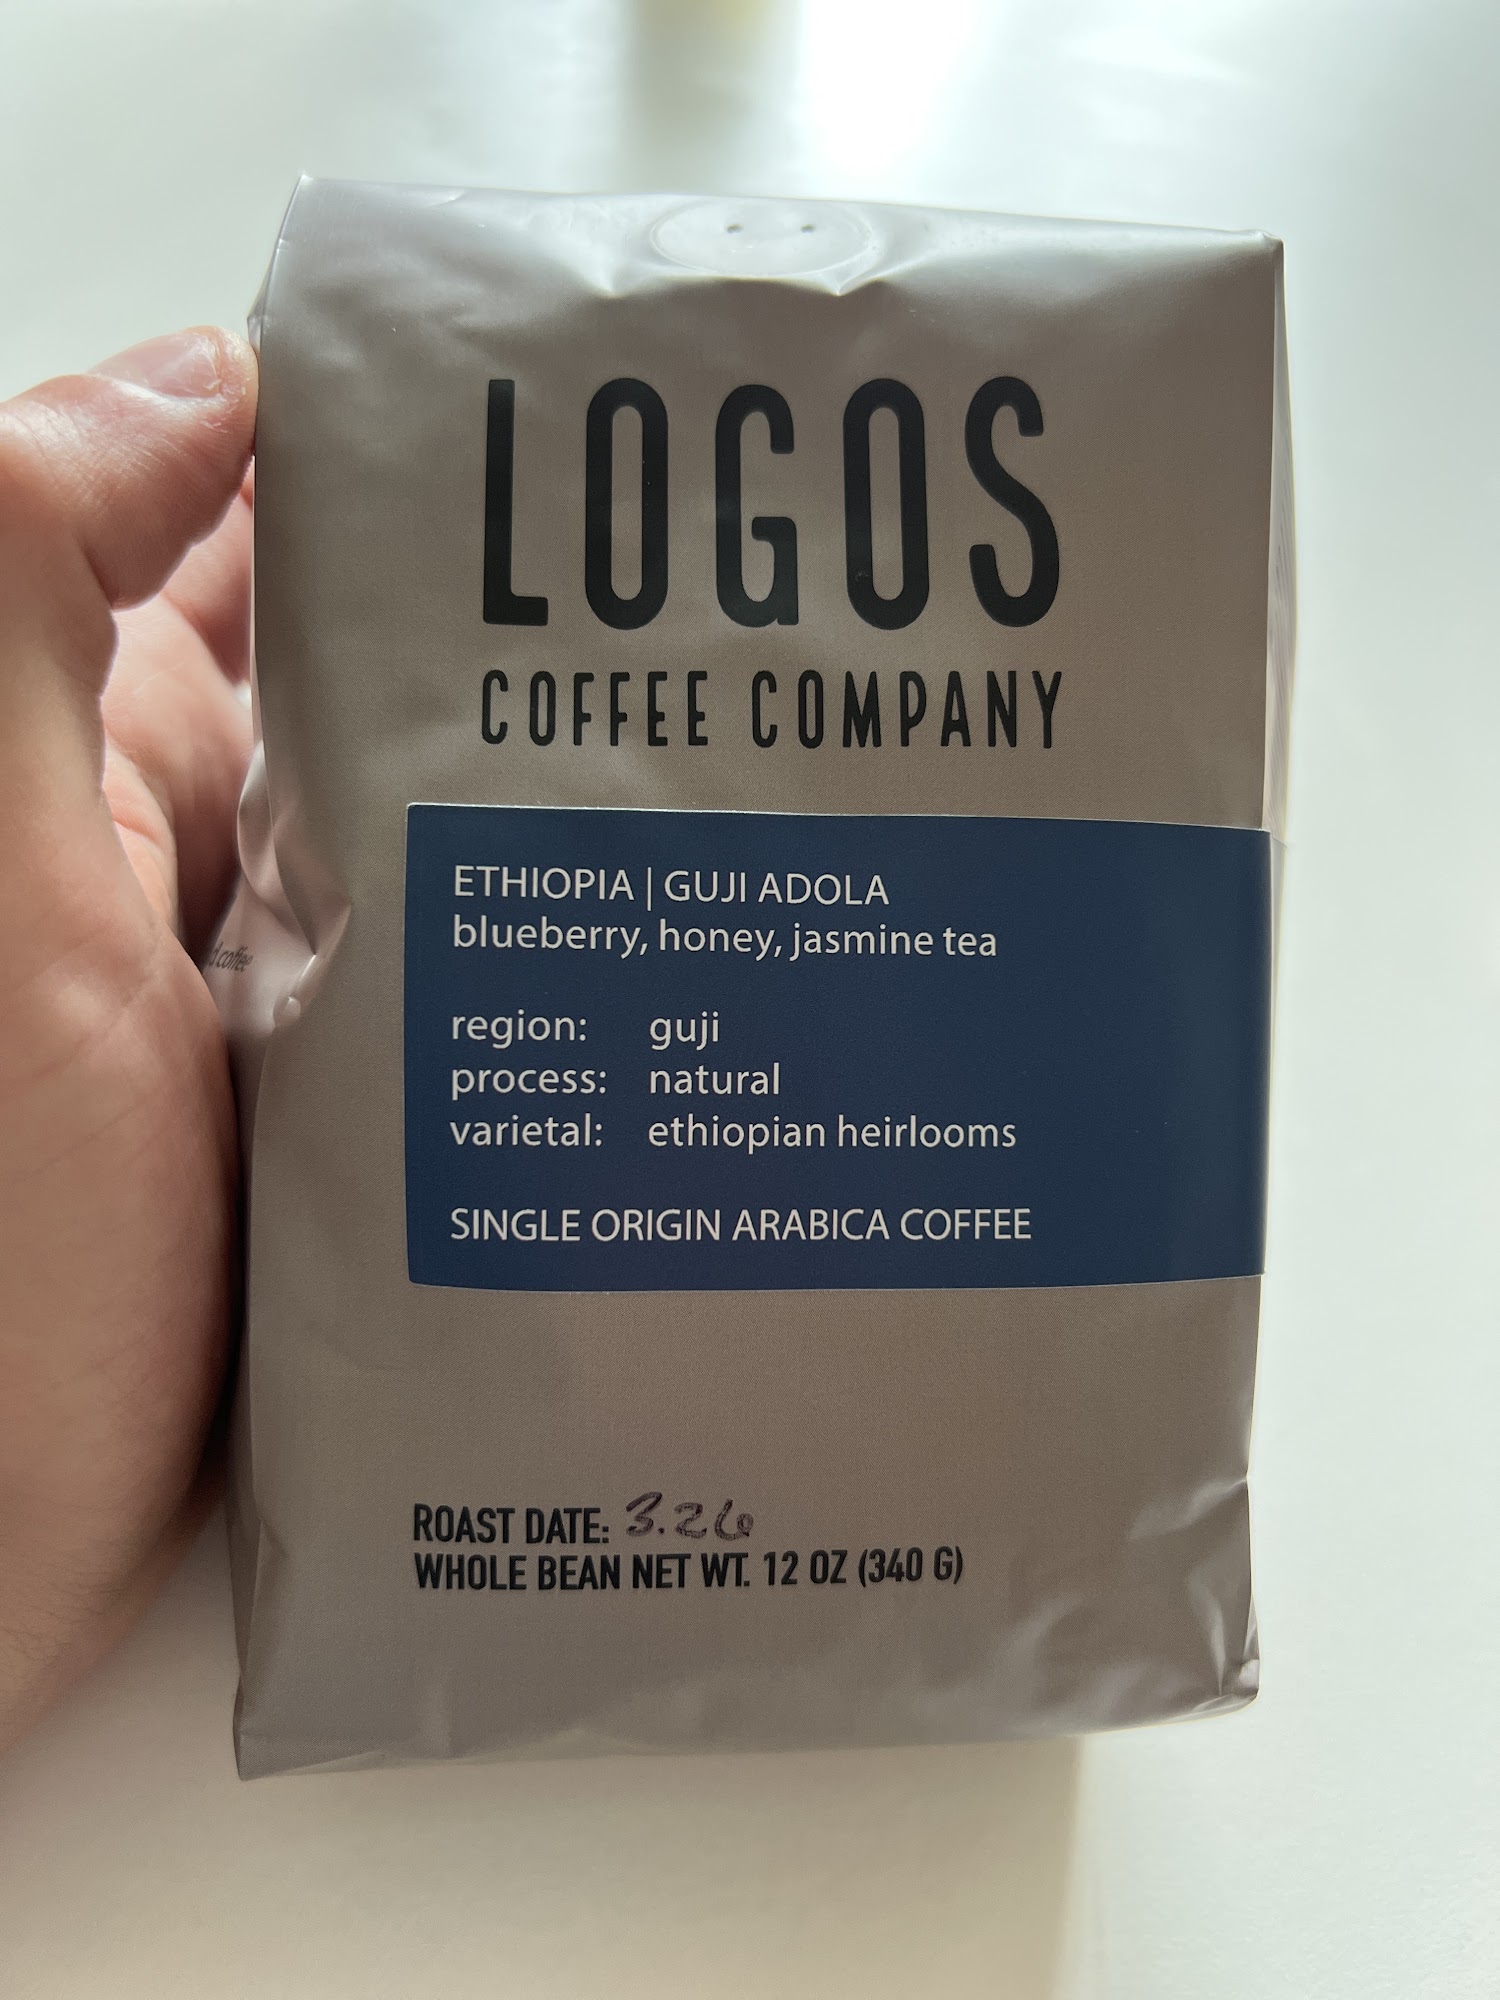 LOGOS
COFFEE COMPANY
ETHIOPIA | GUJI ADOLA
blueberry, honey, jasmine tea
region: guji
process: natural
varietal: ethiopian heirlooms
SINGLE ORIGIN ARABICA COFFEE
coffee
ROAST DATE: 3.26
WHOLE BEAN NET WT. 12 OZ (340 G)